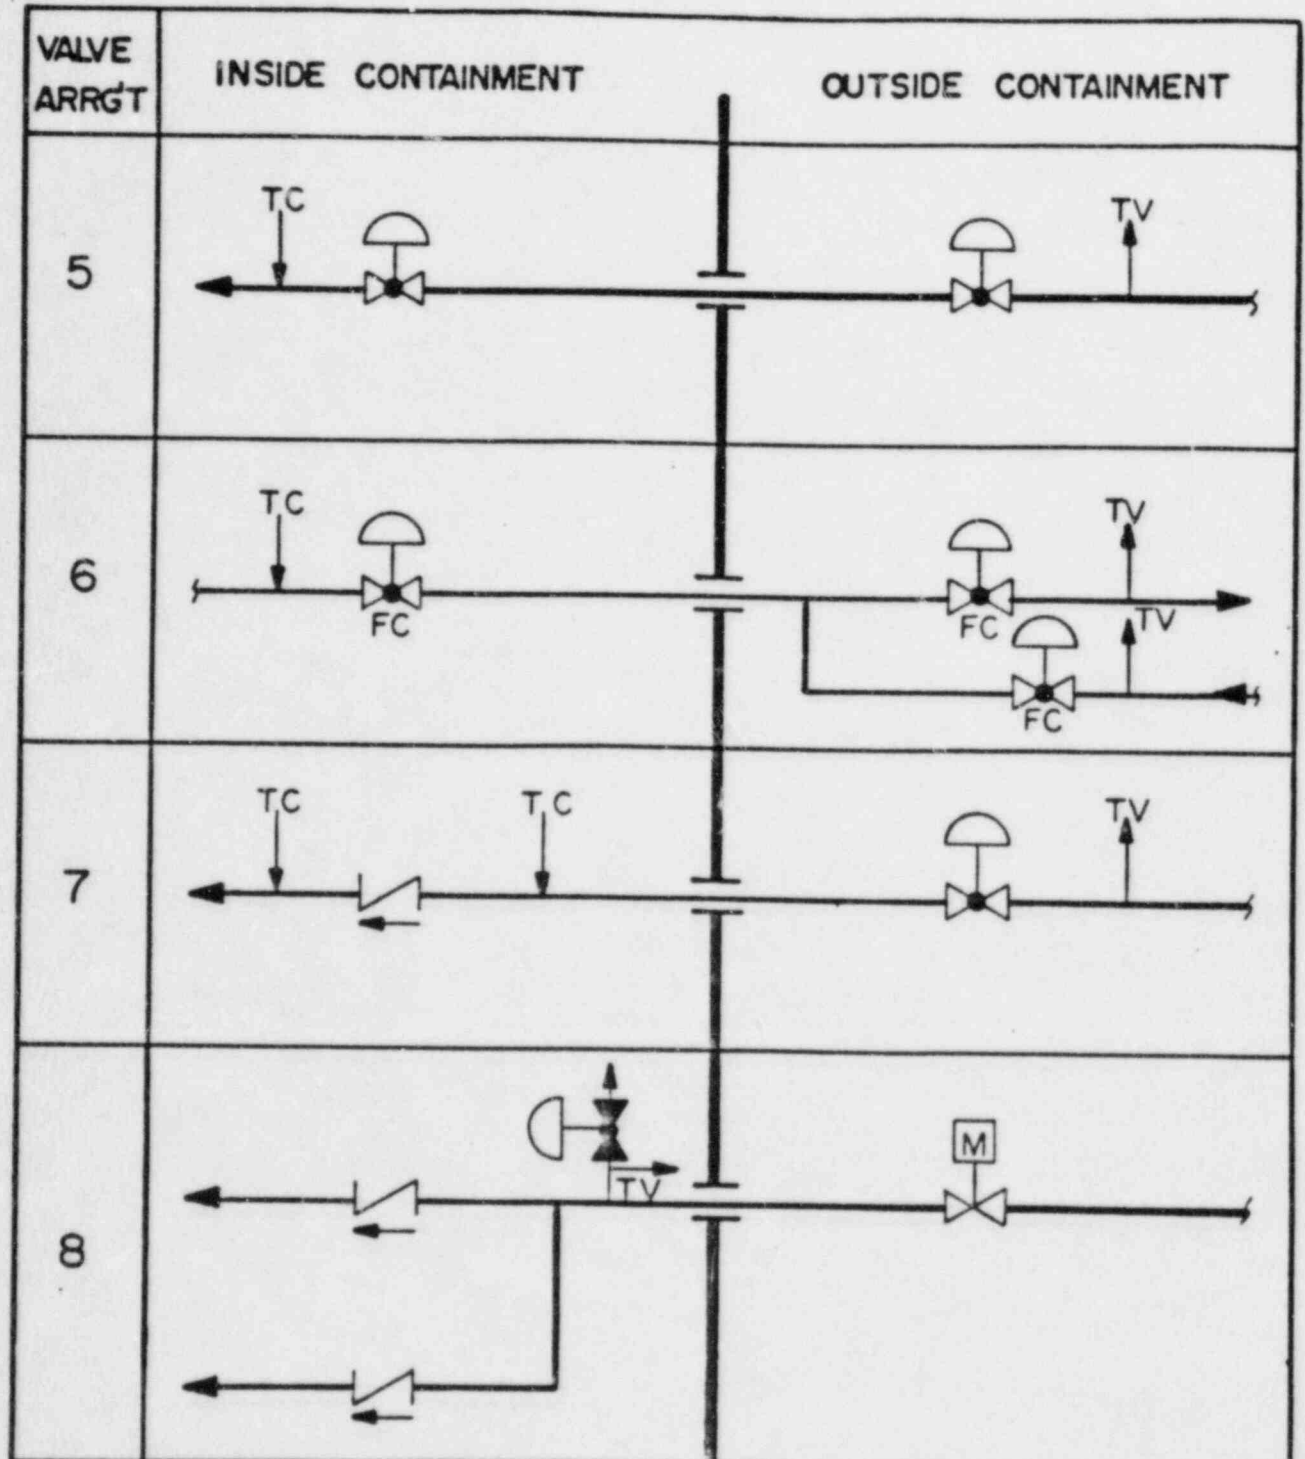 VALVE
ARRG'T
INSIDE CONTAINMENT
OUTSIDE CONTAINMENT
5
TC
TV
6
TC
FC
TV
FC
TV
FC
7
TC
TC
TV
8
TV
M